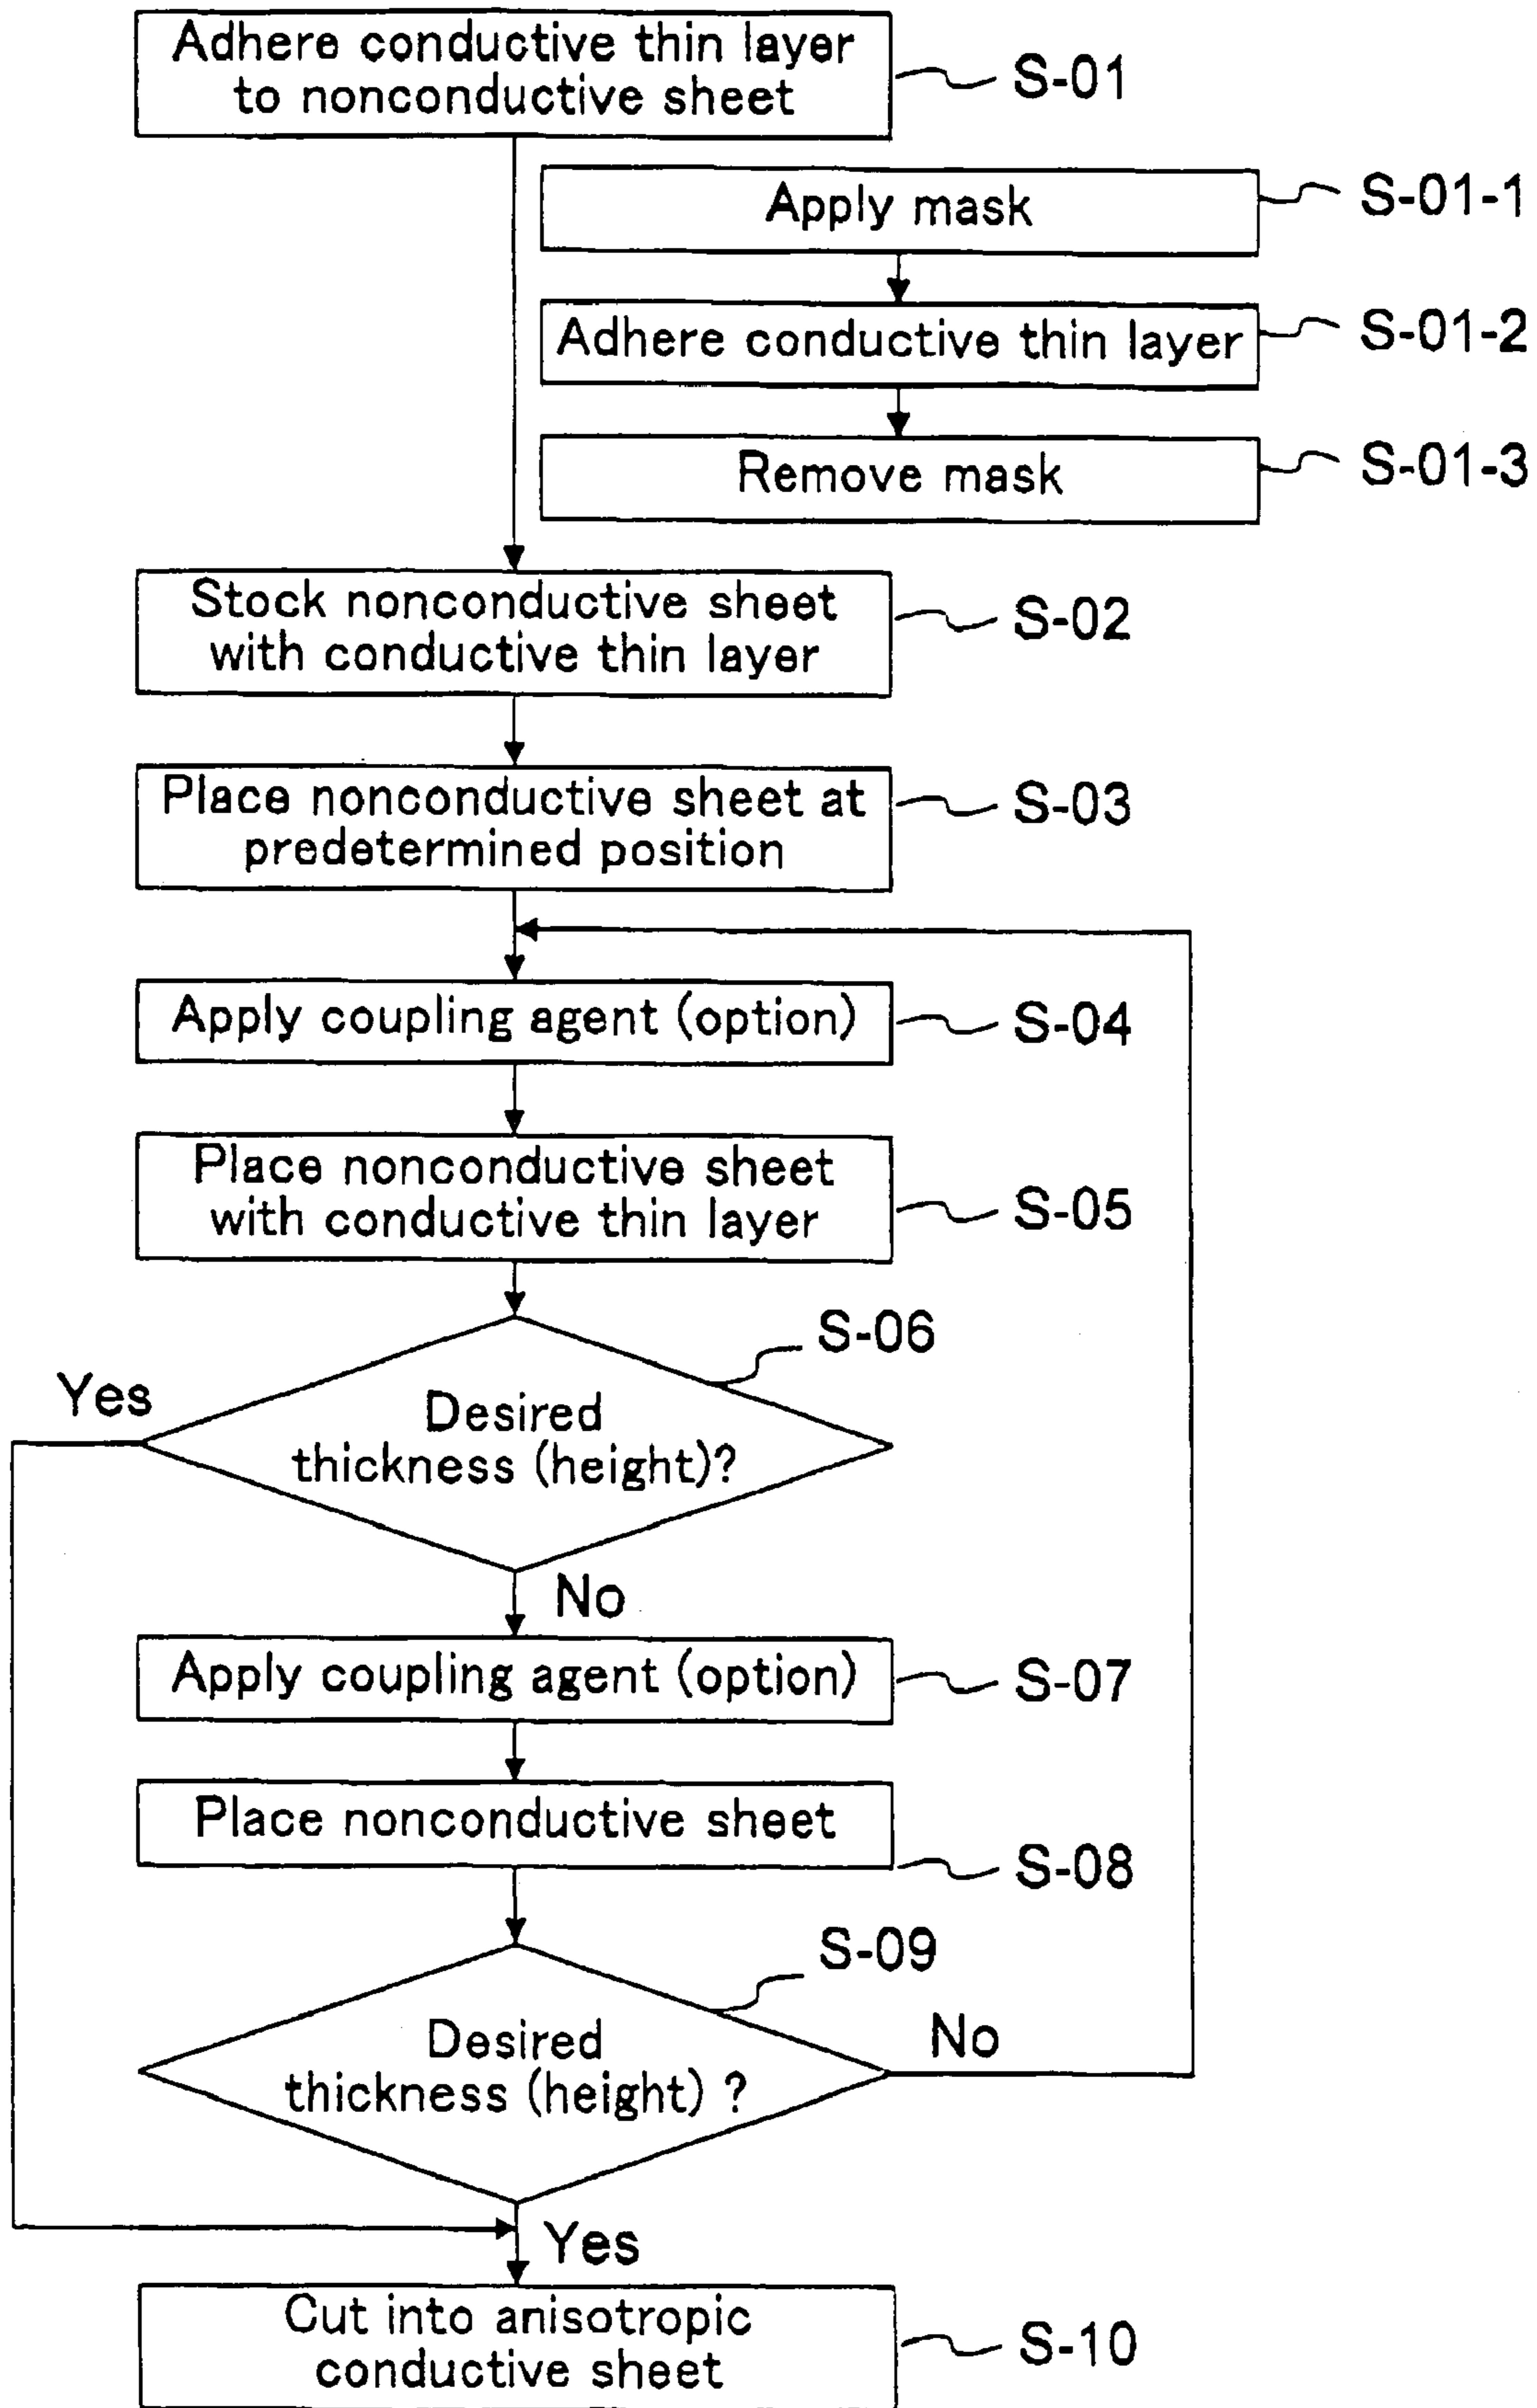 Adhere conductive thin layer
to nonconductive sheet
S-01
Apply mask
S-01-1
Adhere conductive thin layer
S-01-2
Remove mask
S-01-3
Stock nonconductive sheet
with conductive thin layer
S-02
Place nonconductive sheet at
predetermined position
S-03
Apply coupling agent (option)
S-04
Place nonconductive sheet
with conductive thin layer
S-05
S-06
Yes
Desired
thickness (height)?
No
Apply coupling agent (option)
S-07
Place nonconductive sheet
S-08
S-09
Desired
thickness (height) ?
No
Yes
Cut into anisotropic
conductive sheet
S-10